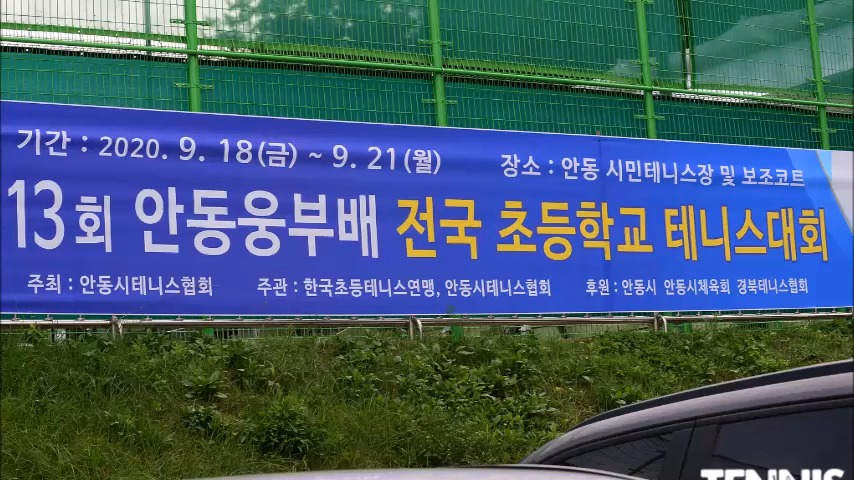 기간 : 2020. 9. 18(금) ~ 9. 21(월) 장소 : 안동 시민테니스장 및 보조코트
13회 안동웅부배 전국 초등학교 테니스대회
주최 : 안동시테니스협회 주관 : 한국초등테니스연맹, 안동시테니스협회 후원 : 안동시 안동시체육회 경북테니스협회
TENNIS